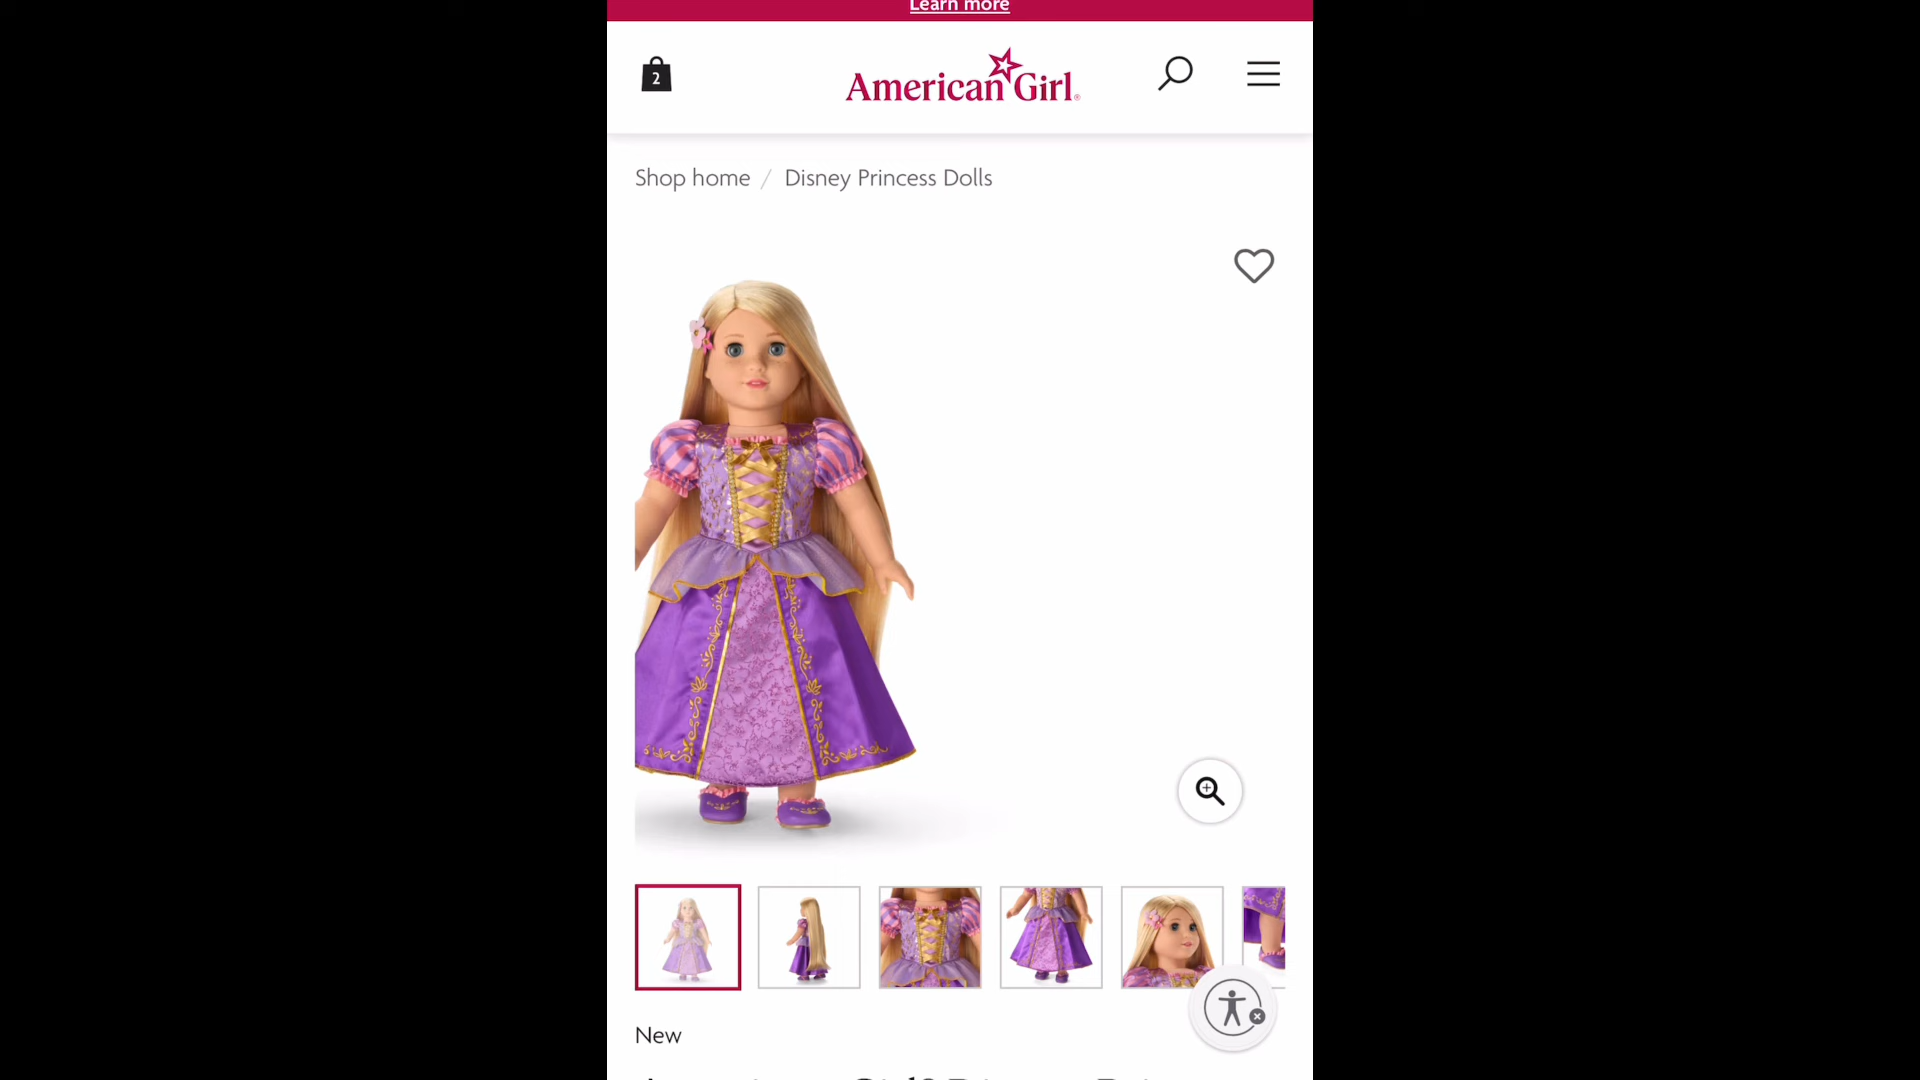 Learn more
2
American Girl®
Shop home / Disney Princess Dolls
New